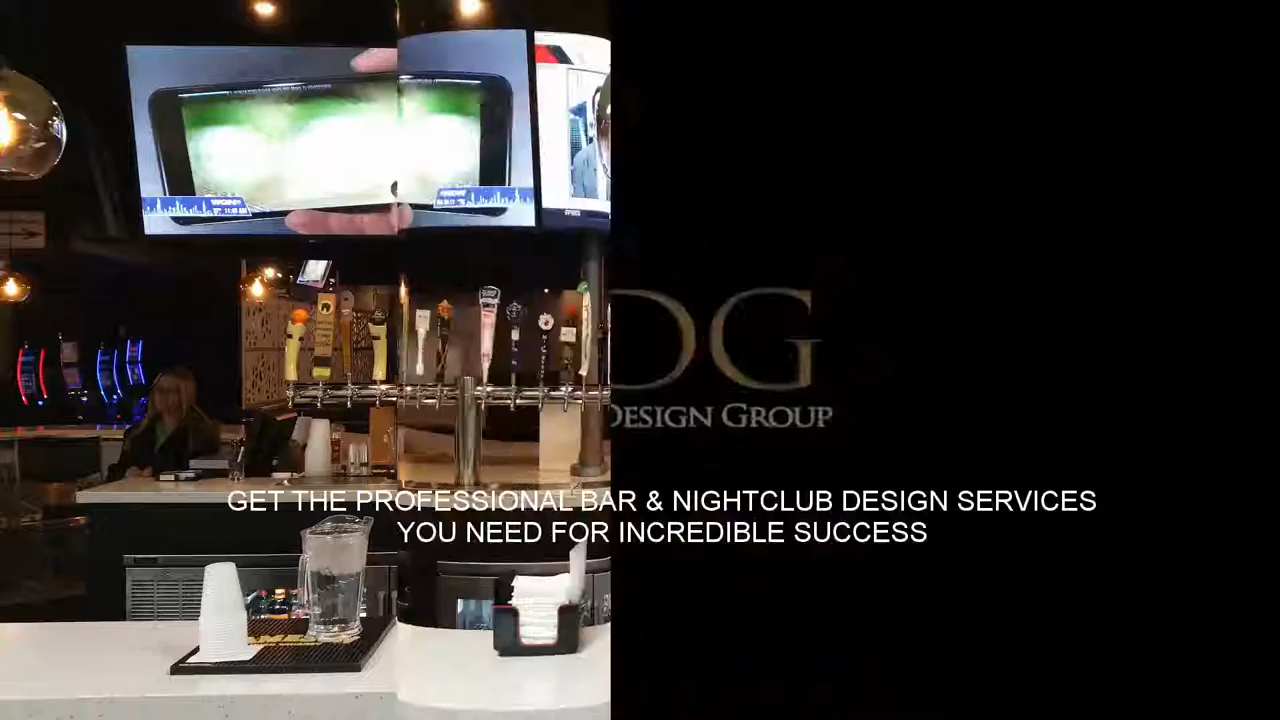 DG
DESIGN GROUP
GET THE PROFESSIONAL BAR & NIGHTCLUB DESIGN SERVICES
YOU NEED FOR INCREDIBLE SUCCESS